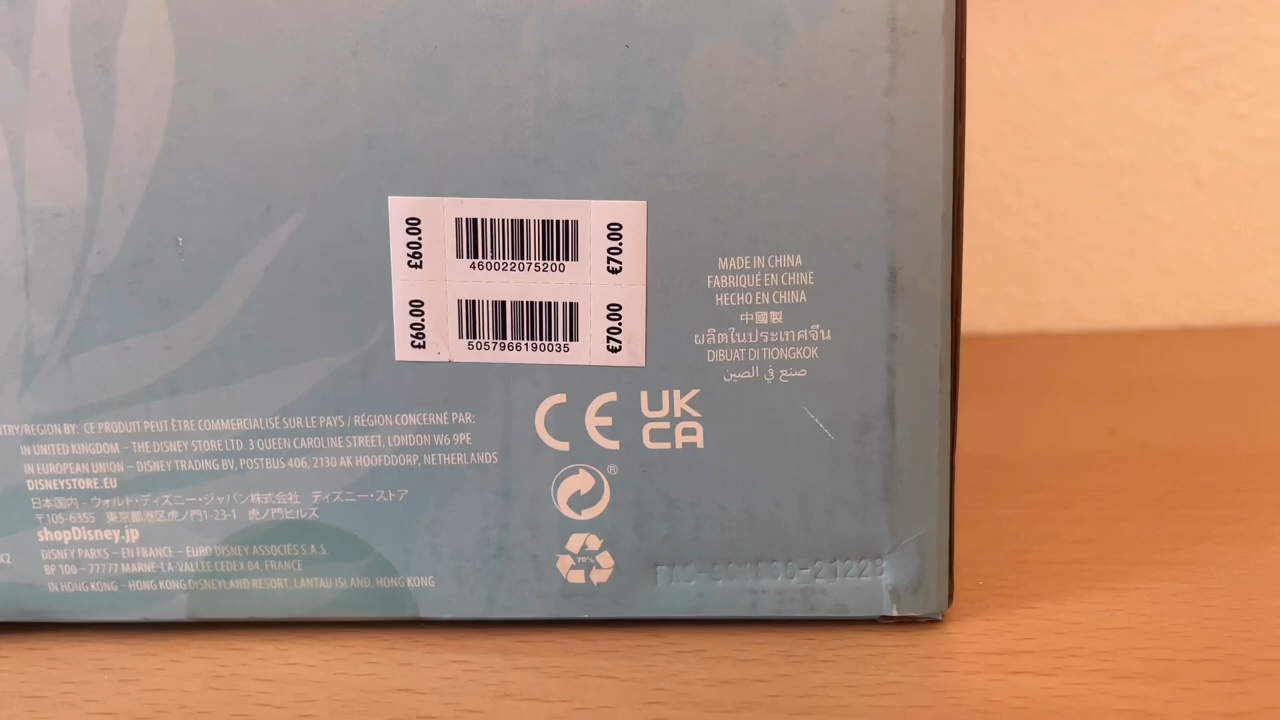 £60.00
460022075200
€70.00
£60.00
5057966190035
€70.00
MADE IN CHINA
FABRIQUÉ EN CHINE
HECHO EN CHINA
中國製
ผลิตในประเทศจีน
DIBUAT DI TIONGKOK
صنع في الصين
CE
UK
CA
®
70%
NTRY/REGION BY: CE PRODUIT PEUT ÊTRE COMMERCIALISÉ SUR LE PAYS / RÉGION CONCERNÉ PAR:
IN UNITED KINGDOM – THE DISNEY STORE LTD. 3 QUEEN CAROLINE STREET, LONDON W6 9PE
IN EUROPEAN UNION – DISNEY TRADING BV, POSTBUS 406, 2130 AK HOOFDDORP, NETHERLANDS
DISNEYSTORE.EU
日本国内 – ウォルト・ディズニー・ジャパン株式会社 ディズニー・ストア
〒105-6355 東京都港区虎ノ門1-23-1 虎ノ門ヒルズ
shopDisney.jp
DISNEY PARKS – EN FRANCE – EURO DISNEY ASSOCIÉS S.A.S.
BP 100 – 77777 MARNE-LA-VALLÉE CEDEX 04, FRANCE
IN HONG KONG – HONG KONG DISNEYLAND RESORT, LANTAU ISLAND, HONG KONG